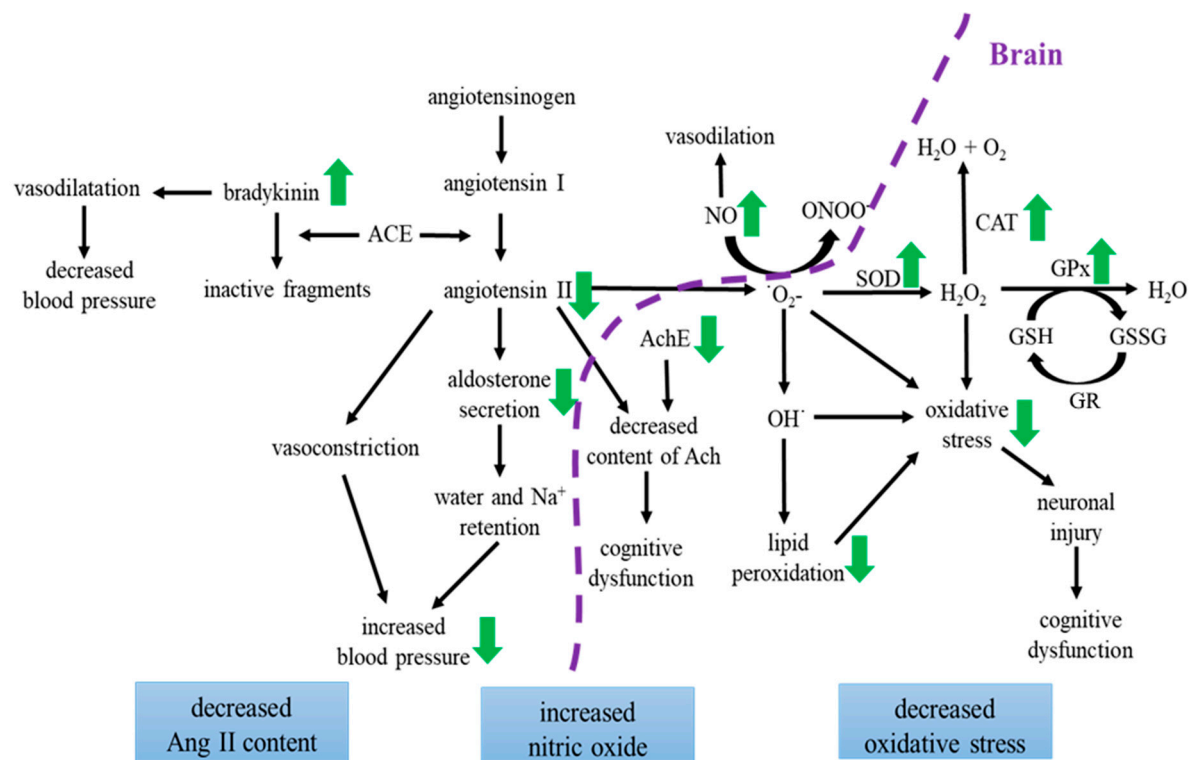 Brain
angiotensinogen
vasodilation
H₂O + O₂
vasodilatation
bradykinin
angiotensin I
NO
ONOO⁻
CAT
ACE
decreased
blood pressure
inactive fragments
angiotensin II
˙O₂-
SOD
H₂O₂
GPx
H₂O
AchE
GSH
GSSG
GR
aldosterone
secretion
decreased
content of Ach
OH˙
oxidative
stress
vasoconstriction
water and Na⁺
retention
cognitive
dysfunction
lipid
peroxidation
neuronal
injury
increased
blood pressure
cognitive
dysfunction
decreased
Ang II content
increased
nitric oxide
decreased
oxidative stress